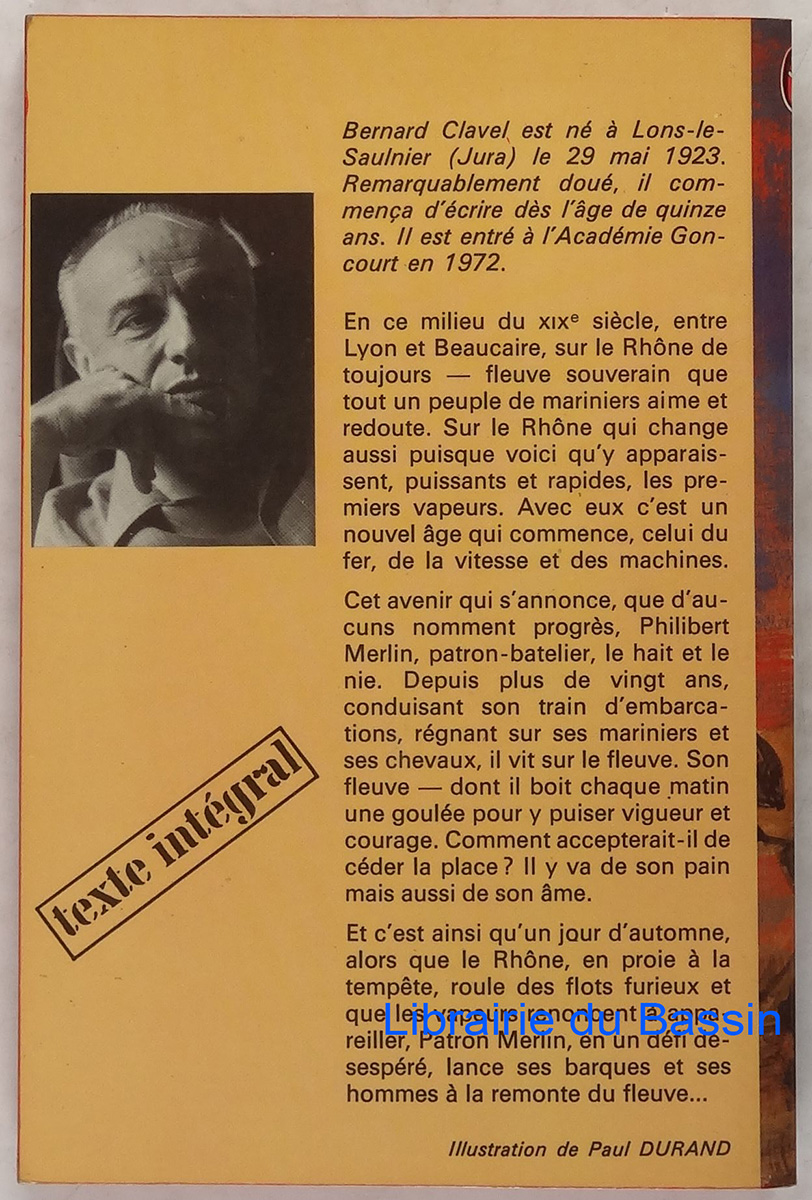 Bernard Clavel est né à Lons-le-
Saulnier (Jura) le 29 mai 1923.
Remarquablement doué, il com-
mença d'écrire dès l'âge de quinze
ans. Il est entré à l'Académie Gon-
court en 1972.
En ce milieu du XIXe siècle, entre
Lyon et Beaucaire, sur le Rhône de
toujours — fleuve souverain que
tout un peuple de mariniers aime et
redoute. Sur le Rhône qui change
aussi puisque voici qu'y apparais-
sent, puissants et rapides, les pre-
miers vapeurs. Avec eux c'est un
nouvel âge qui commence, celui du
fer, de la vitesse et des machines.
Cet avenir qui s'annonce, que d'au-
cuns nomment progrès, Philibert
Merlin, patron-batelier, le hait et le
nie. Depuis plus de vingt ans,
conduisant son train d'embarca-
tions, régnant sur ses mariniers et
ses chevaux, il vit sur le fleuve. Son
fleuve — dont il boit chaque matin
une goulée pour y puiser vigueur et
courage. Comment accepterait-il de
céder la place ? Il y va de son pain
mais aussi de son âme.
Et c'est ainsi qu'un jour d'automne,
alors que le Rhône, en proie à la
tempête, roule des flots furieux et
que les vapeurs renoncent à appa-
reiller, Patron Merlin, en un défi dé-
sespéré, lance ses barques et ses
hommes à la remonte du fleuve...
Illustration de Paul DURAND
texte intégral
Librairie du Bassin